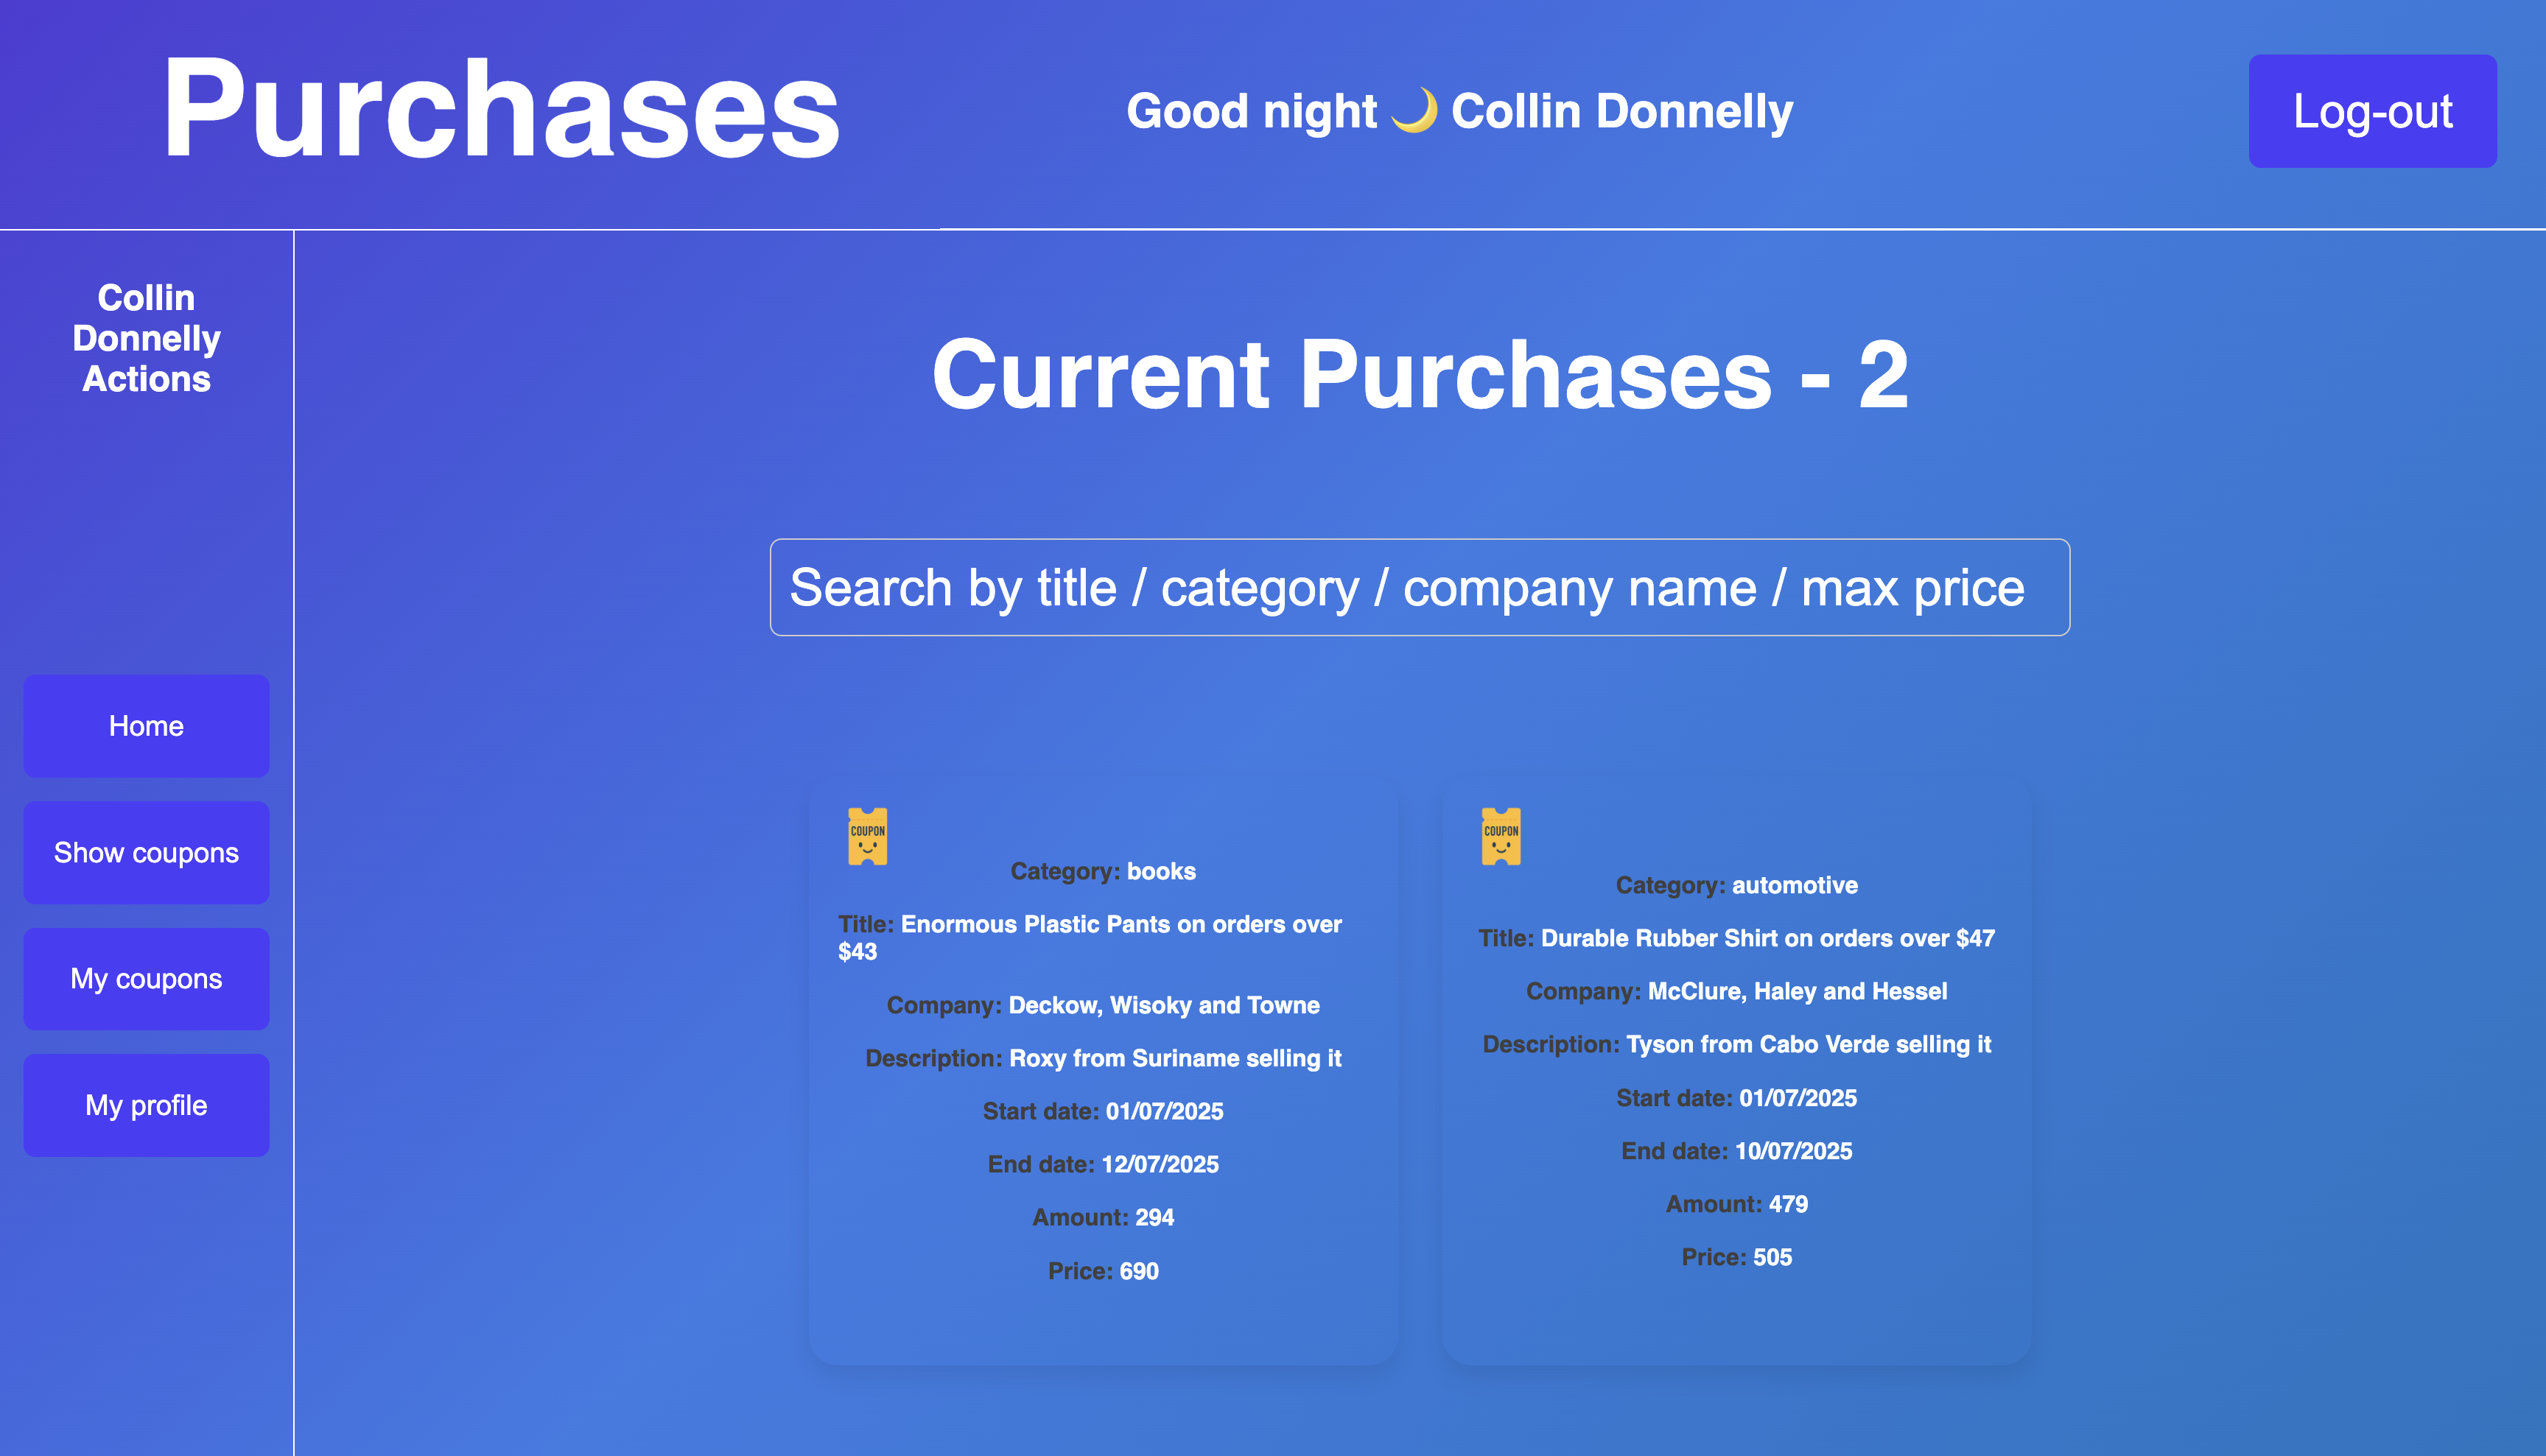 Purchases
Good night 🌙 Collin Donnelly
Log-out
Collin
Donnelly
Actions
Home
Show coupons
My coupons
My profile
Current Purchases - 2
Search by title / category / company name / max price
COUPON
Category: books
Title: Enormous Plastic Pants on orders over
$43
Company: Deckow, Wisoky and Towne
Description: Roxy from Suriname selling it
Start date: 01/07/2025
End date: 12/07/2025
Amount: 294
Price: 690
COUPON
Category: automotive
Title: Durable Rubber Shirt on orders over $47
Company: McClure, Haley and Hessel
Description: Tyson from Cabo Verde selling it
Start date: 01/07/2025
End date: 10/07/2025
Amount: 479
Price: 505